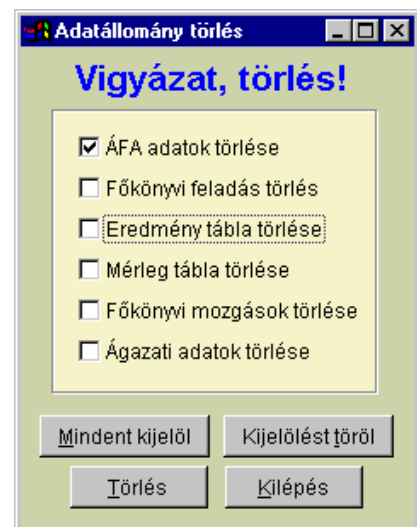 Adatállomány törlés
Vigyázat, törlés!
ÁFA adatok törlése
Főkönyvi feladás törlés
Eredmény tábla törlése
Mérleg tábla törlése
Főkönyvi mozgások törlése
Ágazati adatok törlése
Mindent kijelöl
Kijelölést töröl
Törlés
Kilépés